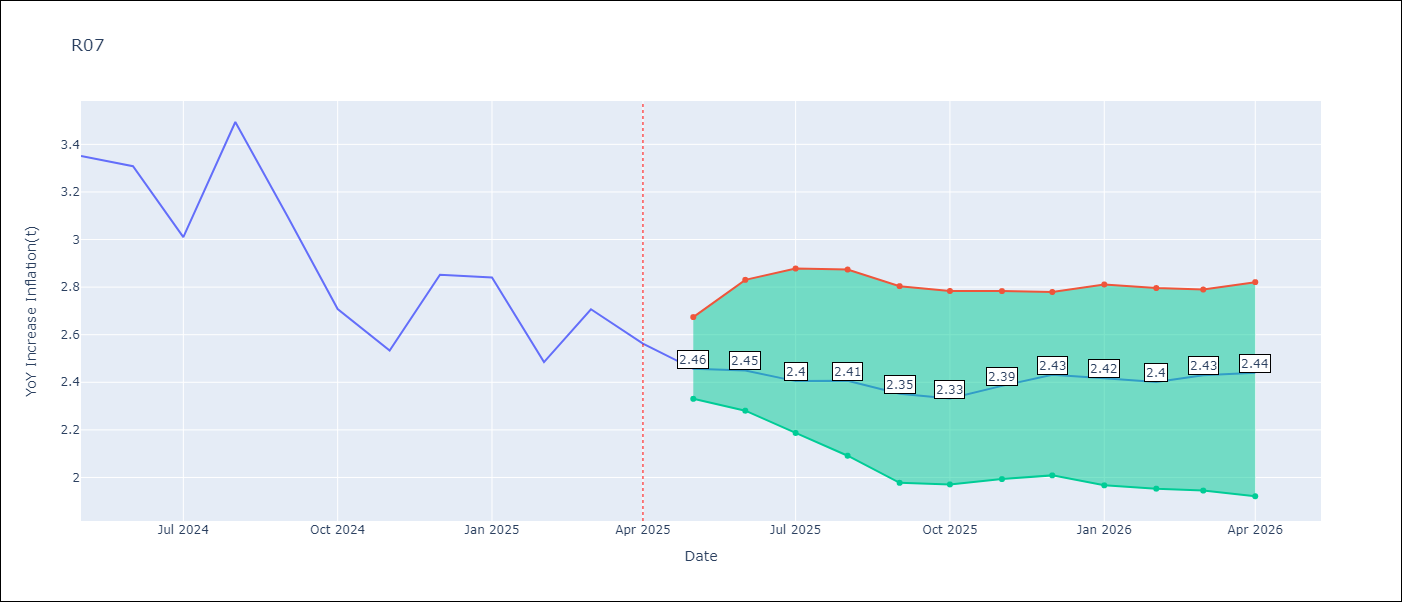 R07
YoY Increase Inflation(t)
3.4
3.2
3
2.8
2.6
2.4
2.2
2
2.46
2.45
2.4
2.41
2.35
2.33
2.39
2.43
2.42
2.4
2.43
2.44
Jul 2024
Oct 2024
Jan 2025
Apr 2025
Jul 2025
Oct 2025
Jan 2026
Apr 2026
Date